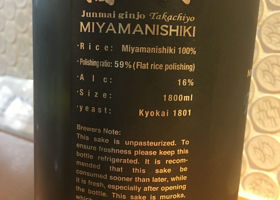 Junmai ginjo Takachiyo
MIYAMANISHIKI
・Rice: Miyamanishiki 100%
・Polishing ratio: 59% (Flat rice polishing)
・Alc: 16%
・Size: 1800ml
・yeast: Kyokai 1801
Brewers Note:
This sake is unpasteurized. To
ensure freshness please keep this
bottle refrigerated. It is recom-
mended that this sake be
consumed sooner than later, while
it is fresh, especially after opening
the bottle. This sake is muroka,